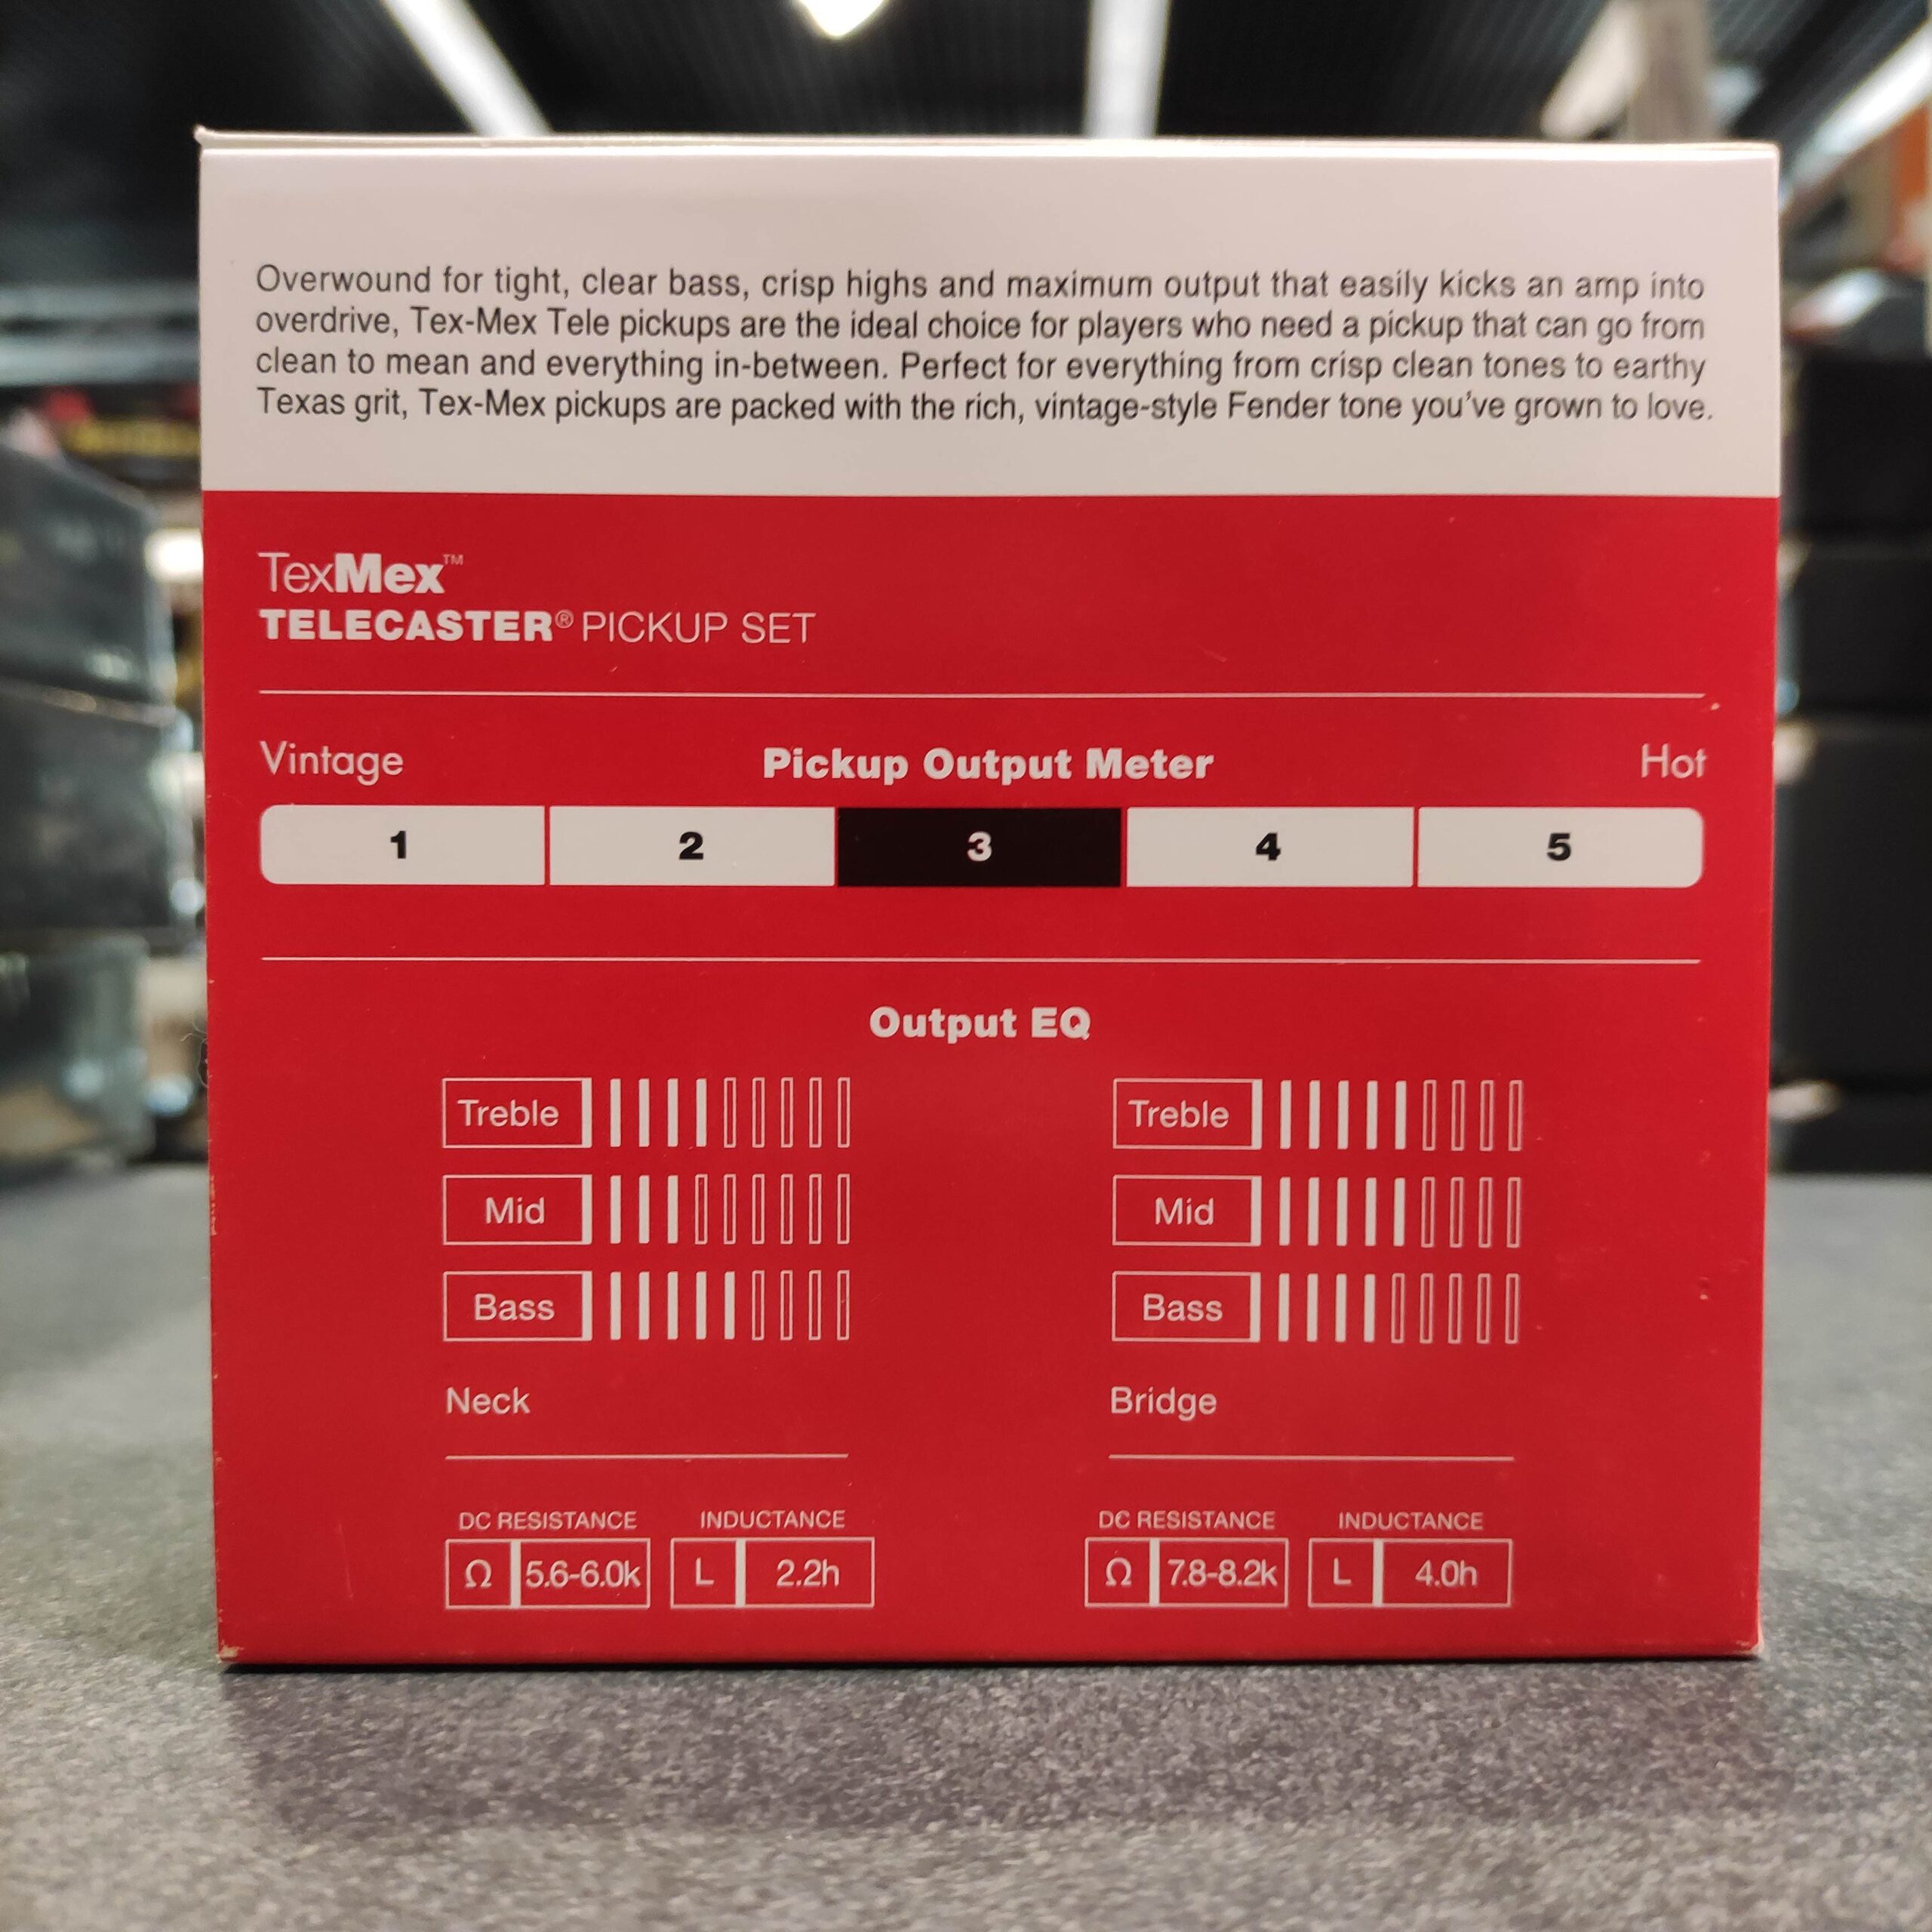 Overwound for tight, clear bass, crisp highs and maximum output that easily kicks an amp into
overdrive, Tex-Mex Tele pickups are the ideal choice for players who need a pickup that can go from
clean to mean and everything in-between. Perfect for everything from crisp clean tones to earthy
Texas grit, Tex-Mex pickups are packed with the rich, vintage-style Fender tone you've grown to love.
TexMex™
TELECASTER® PICKUP SET
Vintage Pickup Output Meter Hot
1 2 3 4 5
Output EQ
Treble Treble
Mid Mid
Bass Bass
Neck Bridge
DC RESISTANCE INDUCTANCE DC RESISTANCE INDUCTANCE
Ω 5.6-6.0k L 2.2h Ω 7.8-8.2k L 4.0h